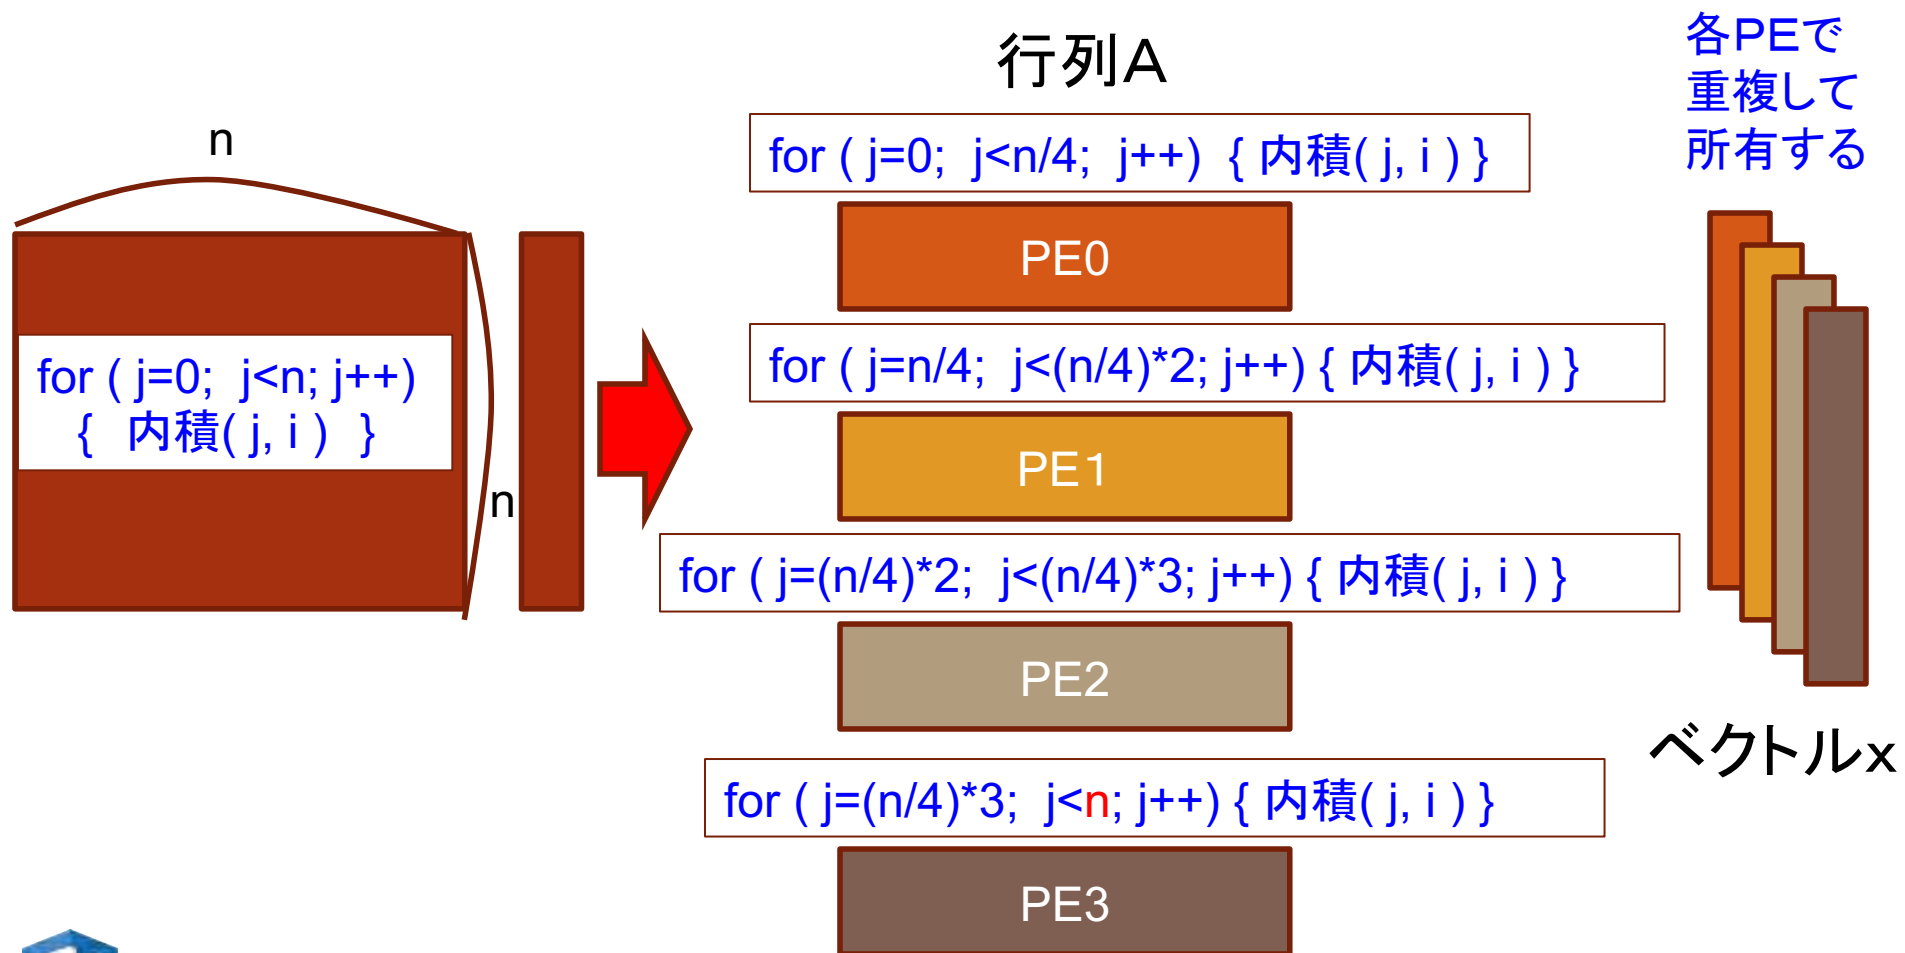 行列A
各PEで
重複して
所有する
n
for ( j=0; j<n/4; j++) { 内積( j, i ) }
PE0
for ( j=0; j<n; j++)
{ 内積( j, i ) }
n
for ( j=n/4; j<(n/4)*2; j++) { 内積( j, i ) }
PE1
for ( j=(n/4)*2; j<(n/4)*3; j++) { 内積( j, i ) }
PE2
ベクトルx
for ( j=(n/4)*3; j<n; j++) { 内積( j, i ) }
PE3